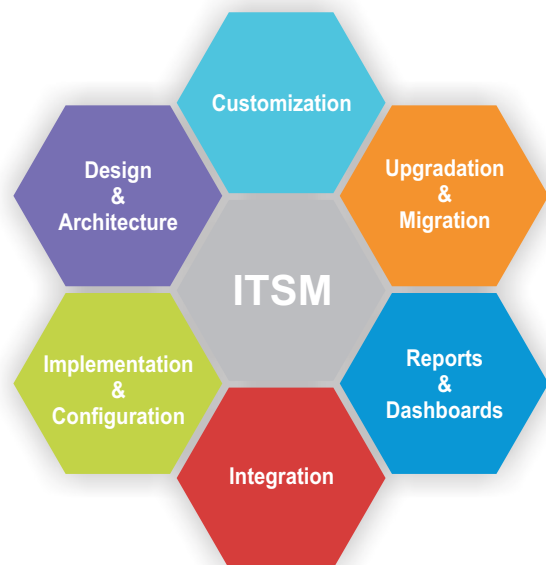 Customization
Design
&
Architecture
Upgradation
&
Migration
ITSM
Implementation
&
Configuration
Reports
&
Dashboards
Integration